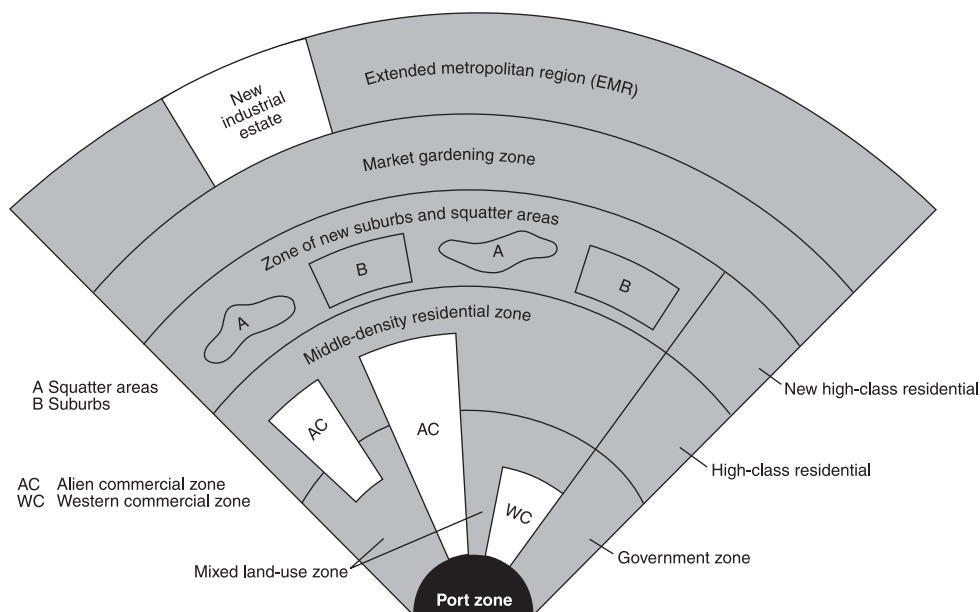 Extended metropolitan region (EMR)
New
industrial
estate
Market gardening zone
Zone of new suburbs and squatter areas
A
B
A
B
Middle-density residential zone
A Squatter areas
B Suburbs
New high-class residential
AC
AC
High-class residential
AC Alien commercial zone
WC Western commercial zone
WC
Government zone
Mixed land-use zone
Port zone